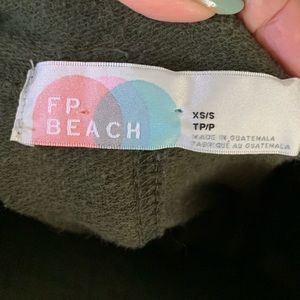 FP
BEACH
XS/S
TP/P
MADE IN GUATEMALA
FABRIQUÉ AU GUATEMALA